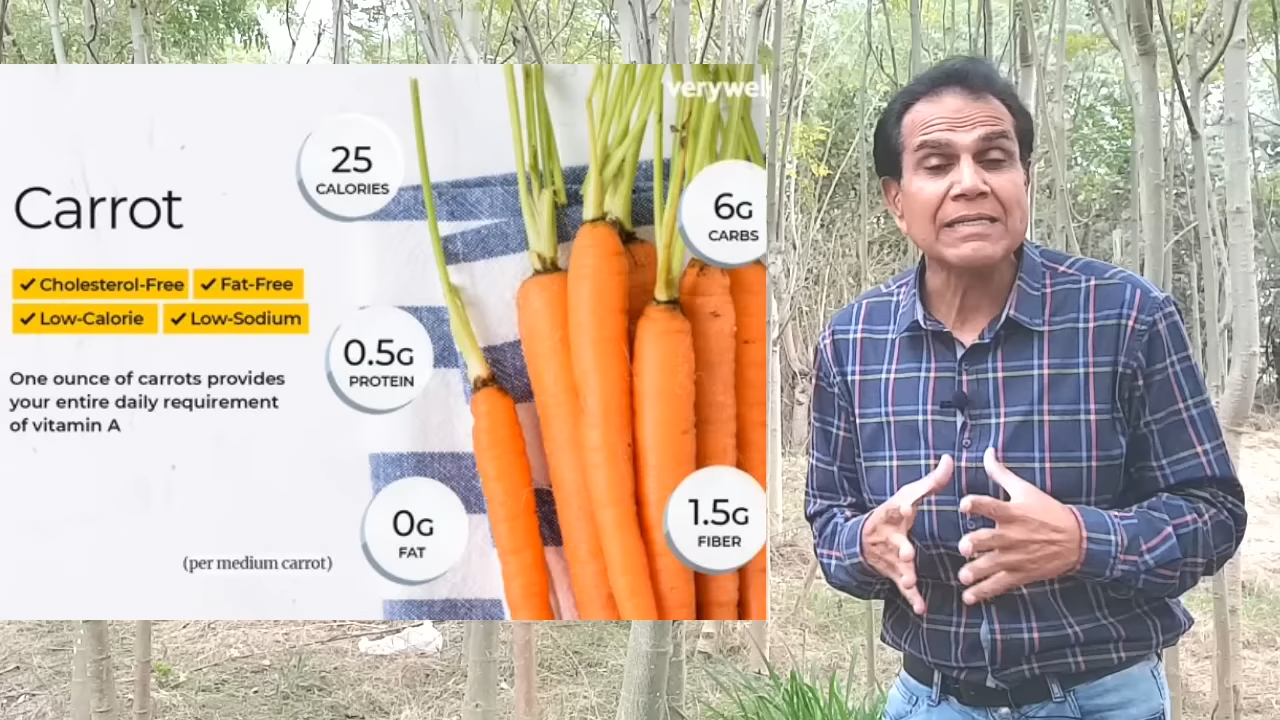 verywel
25
CALORIES
Carrot
6G
CARBS
✓ Cholesterol-Free ✓ Fat-Free
✓ Low-Calorie ✓ Low-Sodium
0.5G
PROTEIN
One ounce of carrots provides
your entire daily requirement
of vitamin A
1.5G
FIBER
0G
FAT
(per medium carrot)